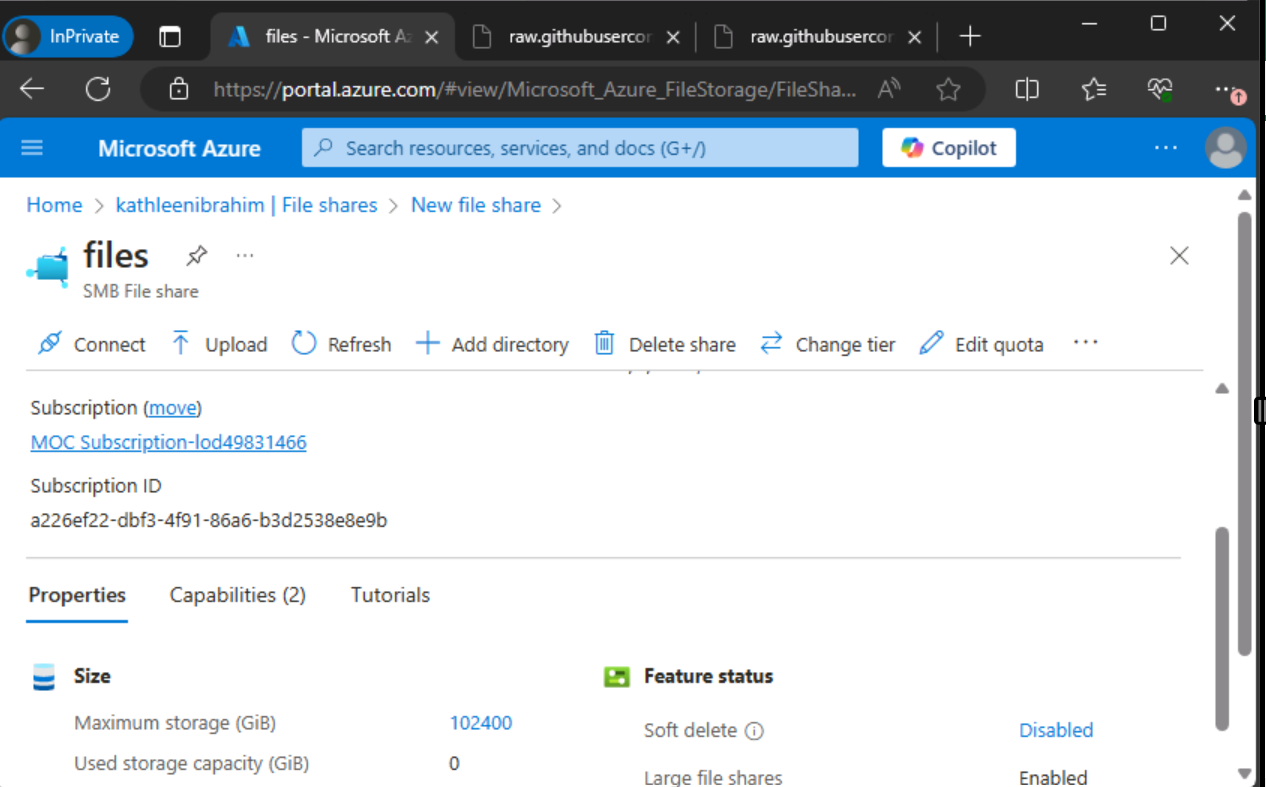 InPrivate
files - Microsoft Az
raw.githubusercor
raw.githubusercor
https://portal.azure.com/#view/Microsoft_Azure_FileStorage/FileSha...
Microsoft Azure
Search resources, services, and docs (G+/)
Copilot
Home > kathleenibrahim | File shares > New file share >
files
SMB File share
Connect
Upload
Refresh
Add directory
Delete share
Change tier
Edit quota
Subscription (move)
MOC Subscription-lod49831466
Subscription ID
a226ef22-dbf3-4f91-86a6-b3d2538e8e9b
Properties
Capabilities (2)
Tutorials
Size
Maximum storage (GiB) 102400
Used storage capacity (GiB) 0
Feature status
Soft delete Disabled
Large file shares Enabled